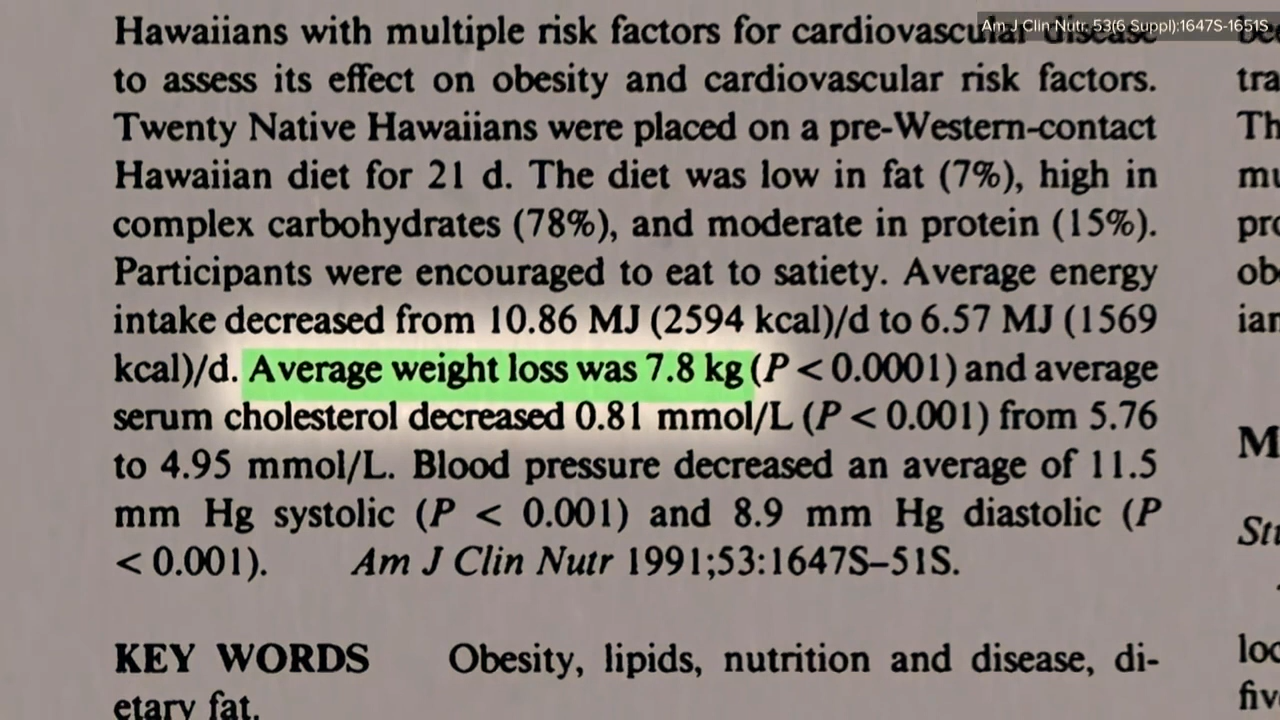 Am J Clin Nutr. 53(6 Suppl):1647S-1651S
Hawaiians with multiple risk factors for cardiovascular disease
to assess its effect on obesity and cardiovascular risk factors.
Twenty Native Hawaiians were placed on a pre-Western-contact
Hawaiian diet for 21 d. The diet was low in fat (7%), high in
complex carbohydrates (78%), and moderate in protein (15%).
Participants were encouraged to eat to satiety. Average energy
intake decreased from 10.86 MJ (2594 kcal)/d to 6.57 MJ (1569
kcal)/d. Average weight loss was 7.8 kg (P < 0.0001) and average
serum cholesterol decreased 0.81 mmol/L (P < 0.001) from 5.76
to 4.95 mmol/L. Blood pressure decreased an average of 11.5
mm Hg systolic (P < 0.001) and 8.9 mm Hg diastolic (P
< 0.001). Am J Clin Nutr 1991;53:1647S–51S.
KEY WORDS Obesity, lipids, nutrition and disease, di-
etary fat.